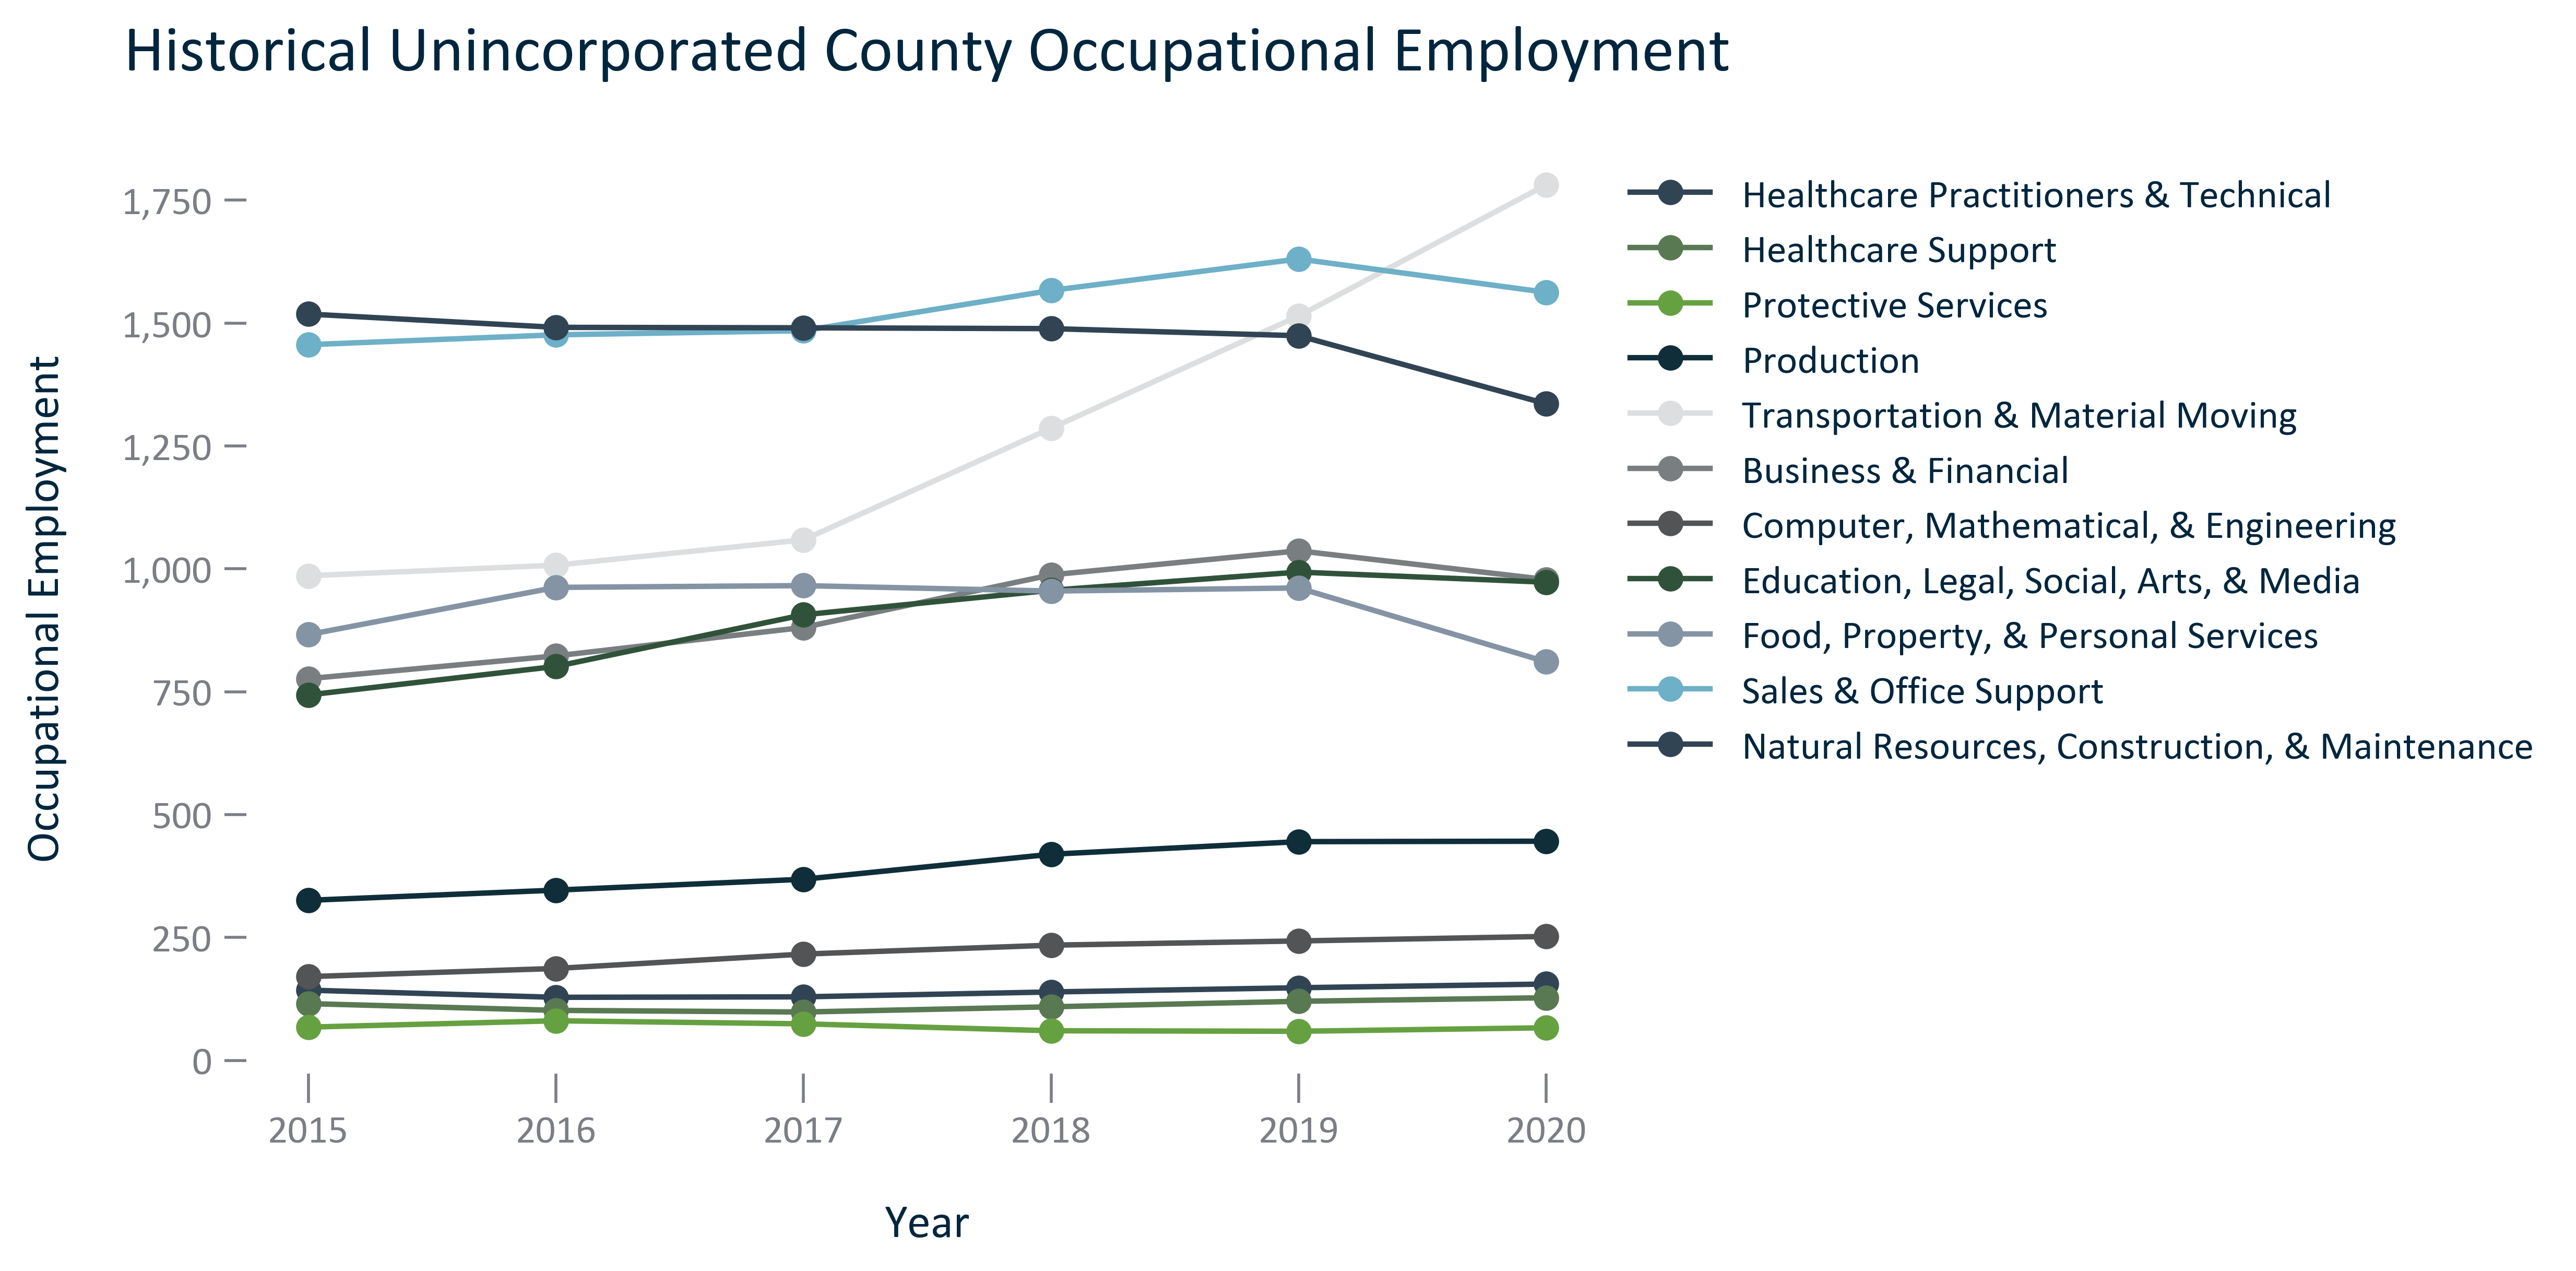 Historical Unincorporated County Occupational Employment
Occupational Employment
1,750
1,500
1,250
1,000
750
500
250
0
2015 2016 2017 2018 2019 2020
Year
Healthcare Practitioners & Technical
Healthcare Support
Protective Services
Production
Transportation & Material Moving
Business & Financial
Computer, Mathematical, & Engineering
Education, Legal, Social, Arts, & Media
Food, Property, & Personal Services
Sales & Office Support
Natural Resources, Construction, & Maintenance